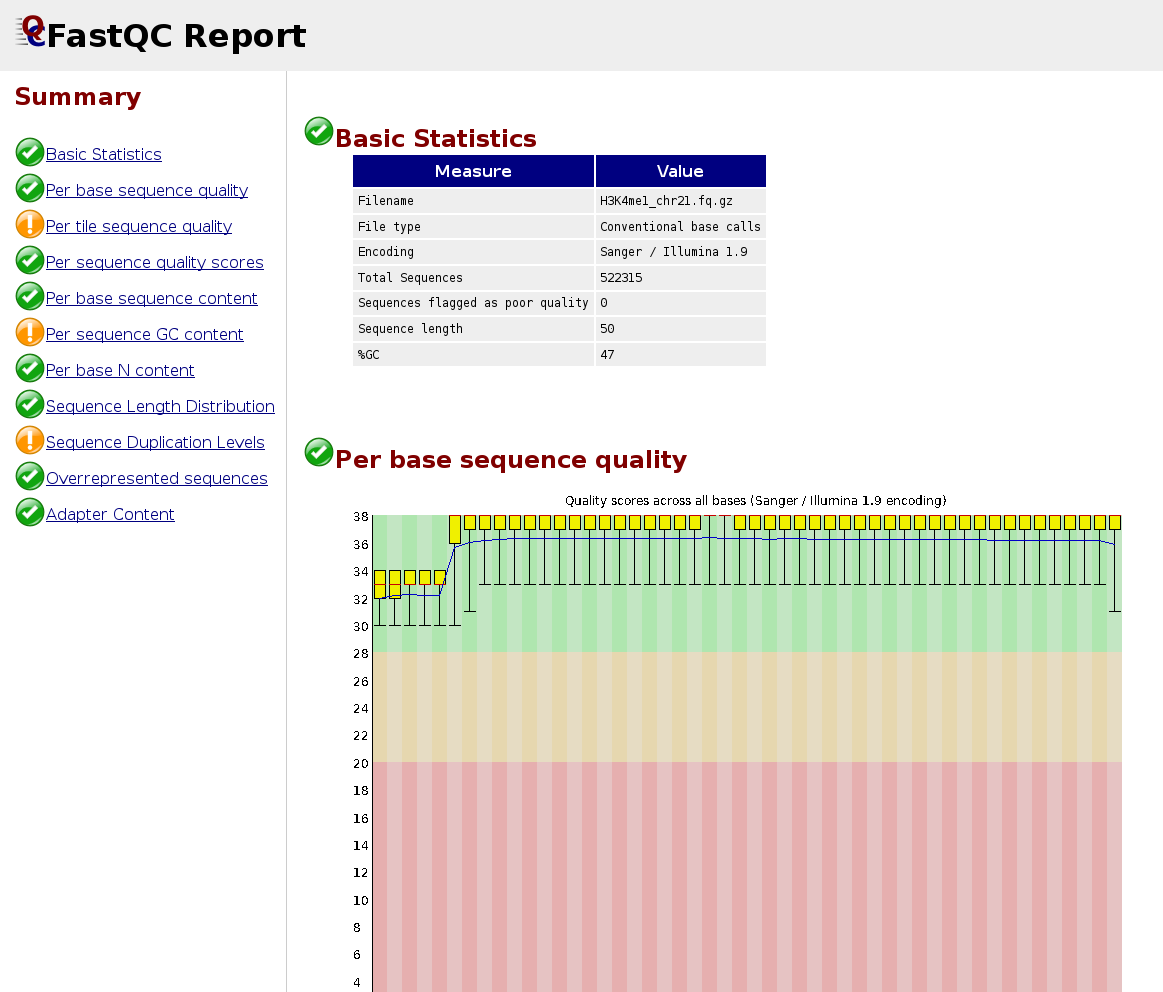 FastQC Report
Summary
Basic Statistics
Per base sequence quality
Per tile sequence quality
Per sequence quality scores
Per base sequence content
Per sequence GC content
Per base N content
Sequence Length Distribution
Sequence Duplication Levels
Overrepresented sequences
Adapter Content
Basic Statistics
Measure Value
Filename H3K4me1_chr21.fq.gz
File type Conventional base calls
Encoding Sanger / Illumina 1.9
Total Sequences 522315
Sequences flagged as poor quality 0
Sequence length 50
%GC 47
Per base sequence quality
Quality scores across all bases (Sanger / Illumina 1.9 encoding)
38
36
34
32
30
28
26
24
22
20
18
16
14
12
10
8
6
4